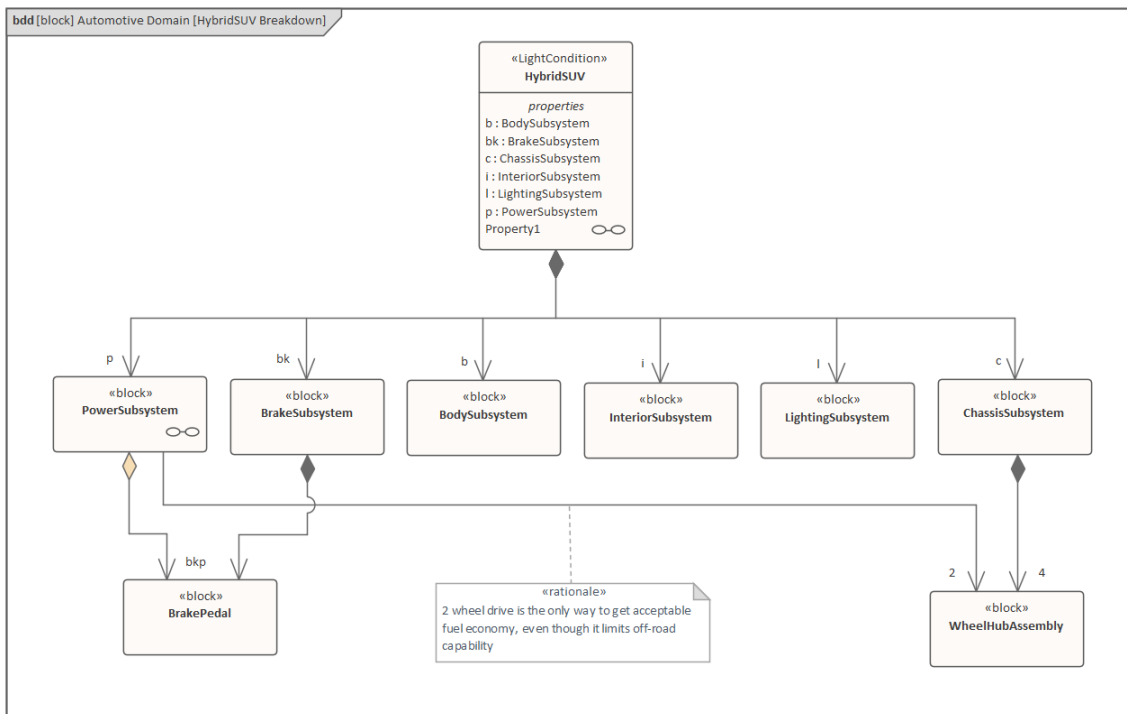 bdd [block] Automotive Domain [HybridSUV Breakdown]
«LightCondition»
HybridSUV
properties
b : BodySubsystem
bk : BrakeSubsystem
c : ChassisSubsystem
i : InteriorSubsystem
l : LightingSubsystem
p : PowerSubsystem
Property1
p
bk
b
i
l
c
«block»
PowerSubsystem
«block»
BrakeSubsystem
«block»
BodySubsystem
«block»
InteriorSubsystem
«block»
LightingSubsystem
«block»
ChassisSubsystem
bkp
2
4
«block»
BrakePedal
«rationale»
2 wheel drive is the only way to get acceptable
fuel economy, even though it limits off-road
capability
«block»
WheelHubAssembly